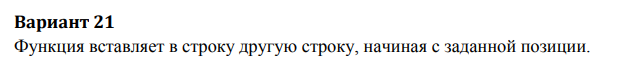 Вариант 21
Функция вставляет в строку другую строку, начиная с заданной позиции.